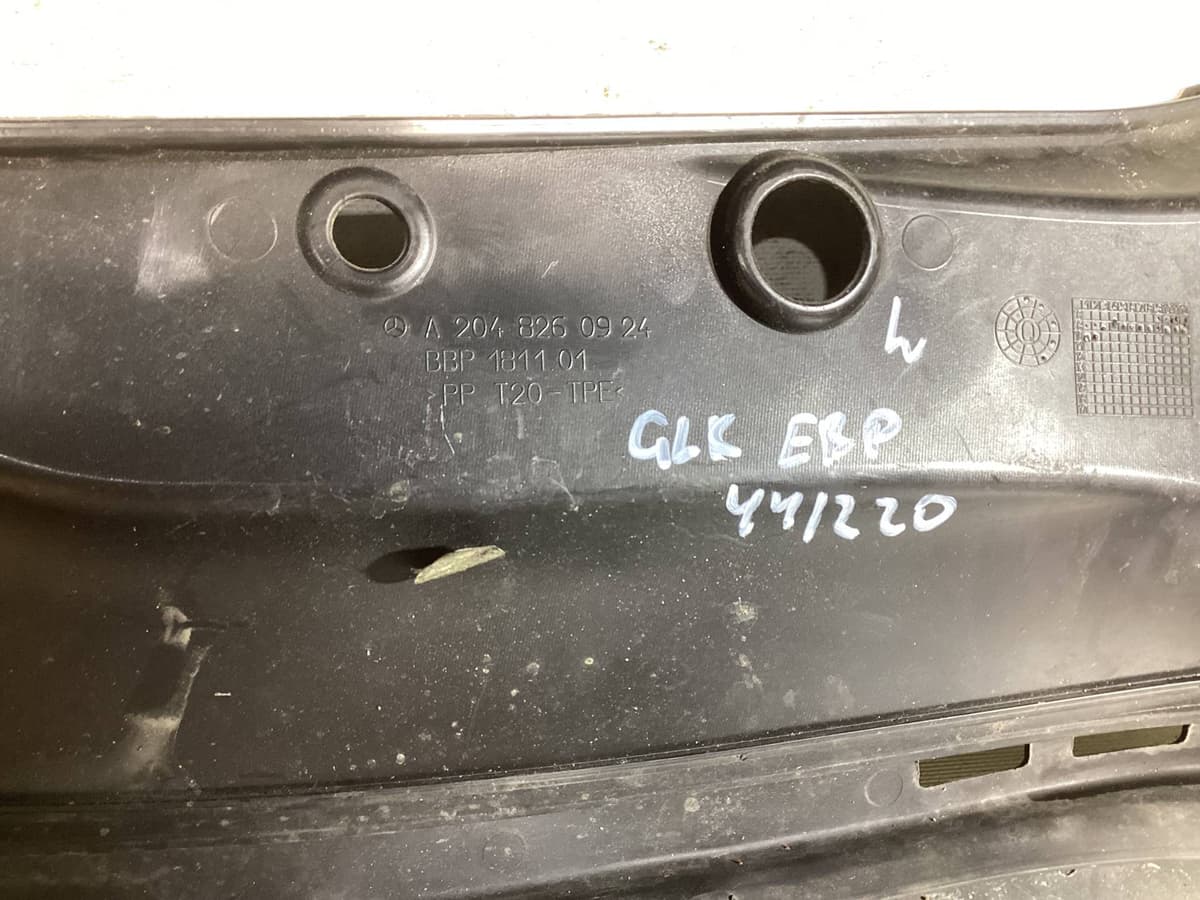 A 204 826 09 24
BBP 1811 01
>PP T20-TPE<
GLK EBP
44/220